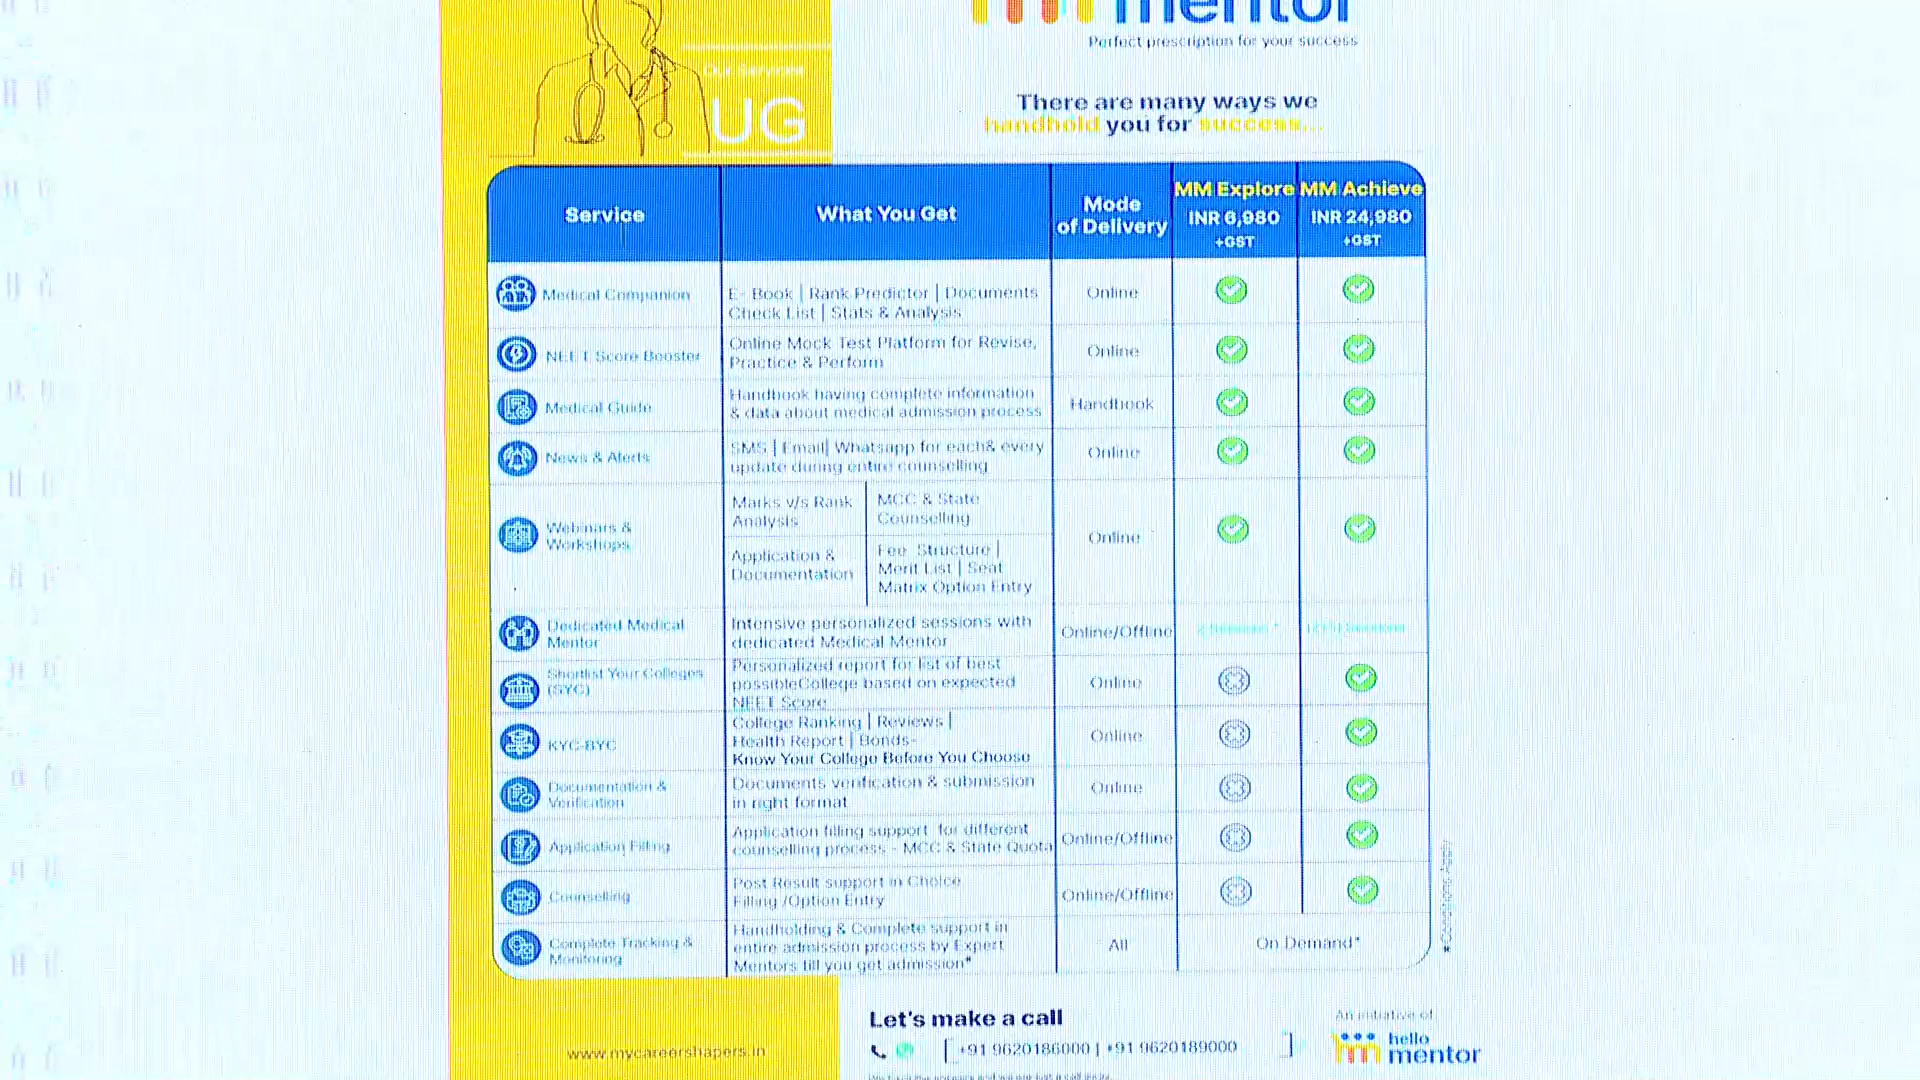 mentor
Perfect prescription for your success
Our Services
UG
There are many ways we
handhold you for success...
Service
What You Get
Mode
of Delivery
MM Explore
INR 6,980
+GST
MM Achieve
INR 24,980
+GST
Medical Companion
E- Book | Rank Predictor | Documents
Check List | Stats & Analysis
Online
NEET Score Booster
Online Mock Test Platform for Revise,
Practice & Perform
Online
Medical Guide
Handbook having complete information
& data about medical admission process
Handbook
News & Alerts
SMS | Email| Whatsapp for each& every
update during entire counselling
Online
Webinars &
Workshops
Marks v/s Rank
Analysis
MCC & State
Counselling
Application &
Documentation
Fee Structure |
Merit List | Seat
Matrix Option Entry
Online
Dedicated Medical
Mentor
Intensive personalized sessions with
dedicated Medical Mentor
Online/Offline
Shortlist Your Colleges
(SYC)
Personalized report for list of best
possibleCollege based on expected
NEET Score
Online
KYC-BYC
College Ranking | Reviews |
Health Report | Bonds-
Know Your College Before You Choose
Online
Documentation &
Verification
Documents verification & submission
in right format
Online
Application Filling
Application filling support for different
counselling process - MCC & State Quota
Online/Offline
Counselling
Post Result support in Choice
Filling /Option Entry
Online/Offline
Complete Tracking &
Monitoring
Handholding & Complete support in
entire admission process by Expert
Mentors till you get admission*
All
On Demand*
*Conditions Apply
www.mycareershapers.in
Let's make a call
+91 9620186000 | +91 9620189000
An initiative of
hello
mentor